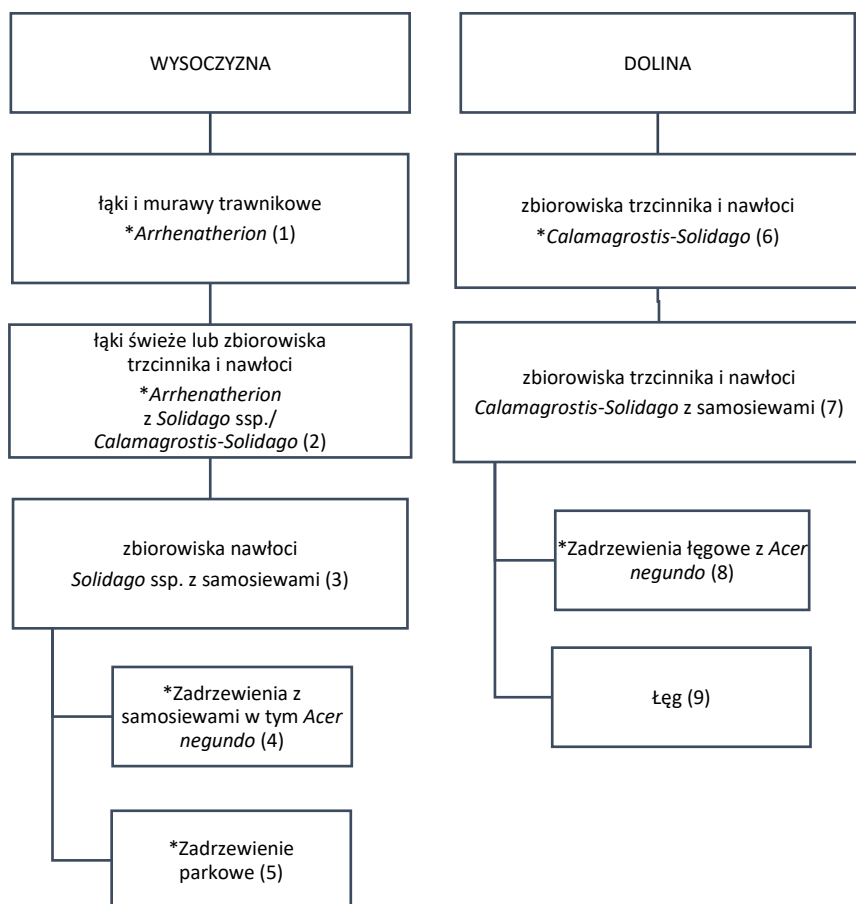 WYSOCZYZNA
łąki i murawy trawnikowe
*Arrhenatherion (1)
łąki świeże lub zbiorowiska
trzcinnika i nawłoci
*Arrhenatherion
z Solidago ssp./
Calamagrostis-Solidago (2)
zbiorowiska nawłoci
Solidago ssp. z samosiewami (3)
*Zadrzewienia z
samosiewami w tym Acer
negundo (4)
*Zadrzewienie
parkowe (5)
DOLINA
zbiorowiska trzcinnika i nawłoci
*Calamagrostis-Solidago (6)
zbiorowiska trzcinnika i nawłoci
Calamagrostis-Solidago z samosiewami (7)
*Zadrzewienia łęgowe z Acer
negundo (8)
Łęg (9)